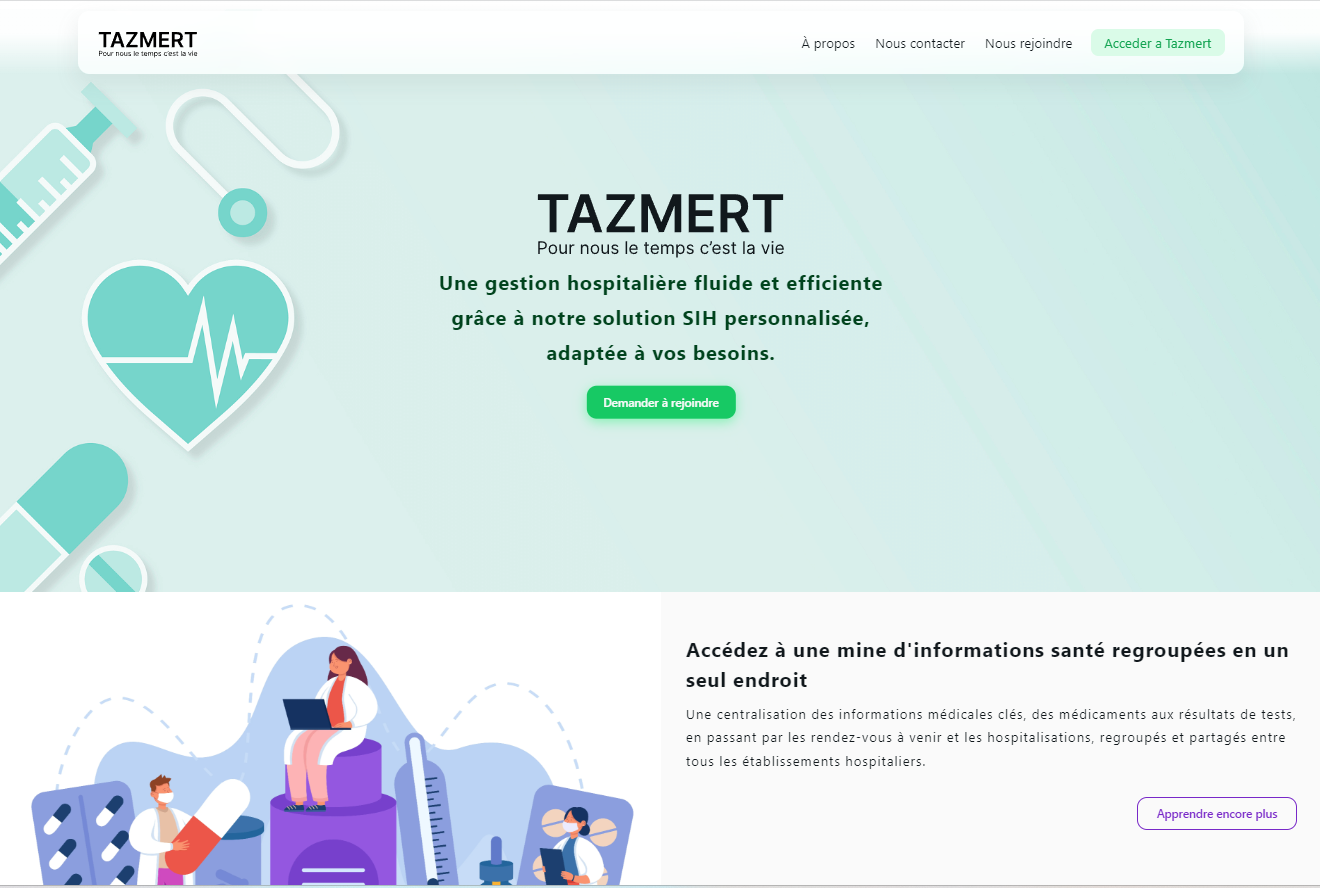 TAZMERT
Pour nous le temps c'est la vie
À propos
Nous contacter
Nous rejoindre
Acceder a Tazmert
TAZMERT
Pour nous le temps c'est la vie
Une gestion hospitalière fluide et efficiente
grâce à notre solution SIH personnalisée,
adaptée à vos besoins.
Demander à rejoindre
Accédez à une mine d'informations santé regroupées en un
seul endroit
Une centralisation des informations médicales clés, des médicaments aux résultats de tests,
en passant par les rendez-vous à venir et les hospitalisations, regroupés et partagés entre
tous les établissements hospitaliers.
Apprendre encore plus